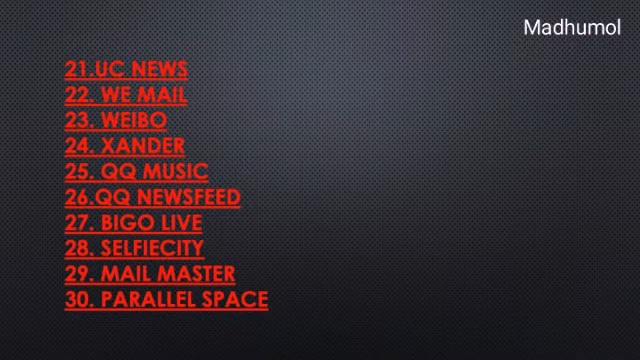 Madhumol
21.UC NEWS
22. WE MAIL
23. WEIBO
24. XANDER
25. QQ MUSIC
26.QQ NEWSFEED
27. BIGO LIVE
28. SELFIECITY
29. MAIL MASTER
30. PARALLEL SPACE